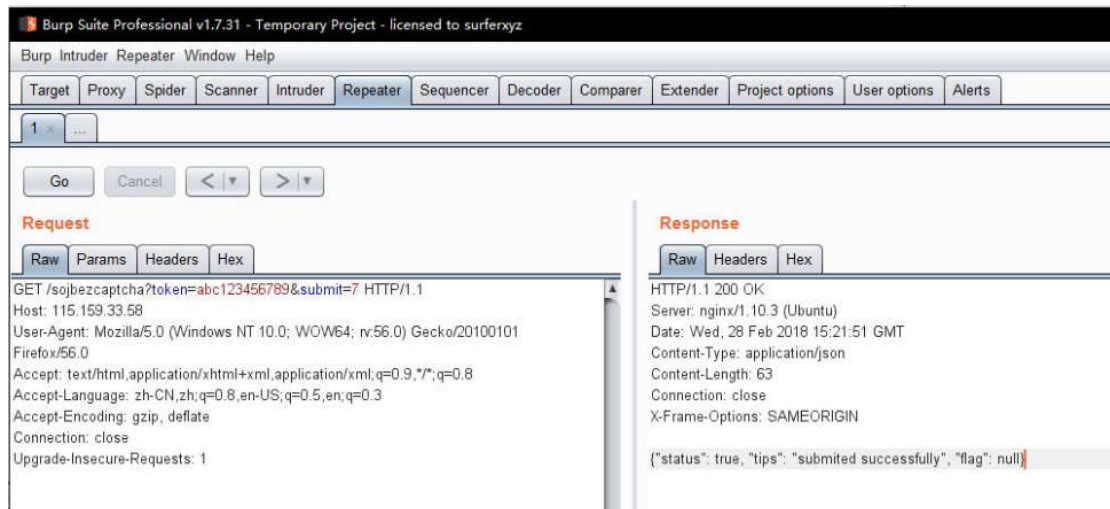 Burp Suite Professional v1.7.31 - Temporary Project - licensed to surferxyz
Burp Intruder Repeater Window Help
Target Proxy Spider Scanner Intruder Repeater Sequencer Decoder Comparer Extender Project options User options Alerts
1 × ...
Go Cancel < > 
Request
Raw Params Headers Hex
GET /sojbezcaptcha?token=abc123456789&submit=7 HTTP/1.1
Host: 115.159.33.58
User-Agent: Mozilla/5.0 (Windows NT 10.0; WOW64; rv:56.0) Gecko/20100101
Firefox/56.0
Accept: text/html,application/xhtml+xml,application/xml;q=0.9,*/*;q=0.8
Accept-Language: zh-CN,zh;q=0.8,en-US;q=0.5,en;q=0.3
Accept-Encoding: gzip, deflate
Connection: close
Upgrade-Insecure-Requests: 1
Response
Raw Headers Hex
HTTP/1.1 200 OK
Server: nginx/1.10.3 (Ubuntu)
Date: Wed, 28 Feb 2018 15:21:51 GMT
Content-Type: application/json
Content-Length: 63
Connection: close
X-Frame-Options: SAMEORIGIN
{"status": true, "tips": "submited successfully", "flag": null}